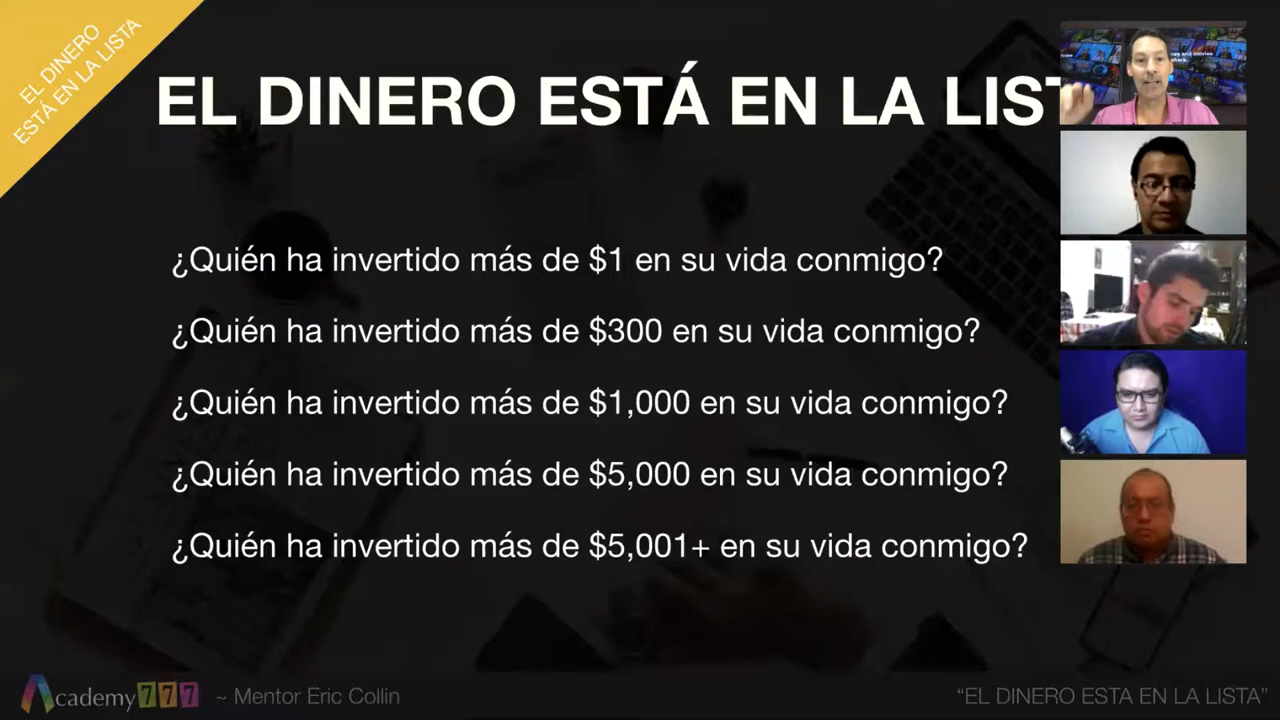 EL DINERO
ESTÁ EN LA LISTA
EL DINERO ESTÁ EN LA LIST
¿Quién ha invertido más de $1 en su vida conmigo?
¿Quién ha invertido más de $300 en su vida conmigo?
¿Quién ha invertido más de $1,000 en su vida conmigo?
¿Quién ha invertido más de $5,000 en su vida conmigo?
¿Quién ha invertido más de $5,001+ en su vida conmigo?
Academy777 ~ Mentor Eric Collin
“EL DINERO ESTA EN LA LISTA”